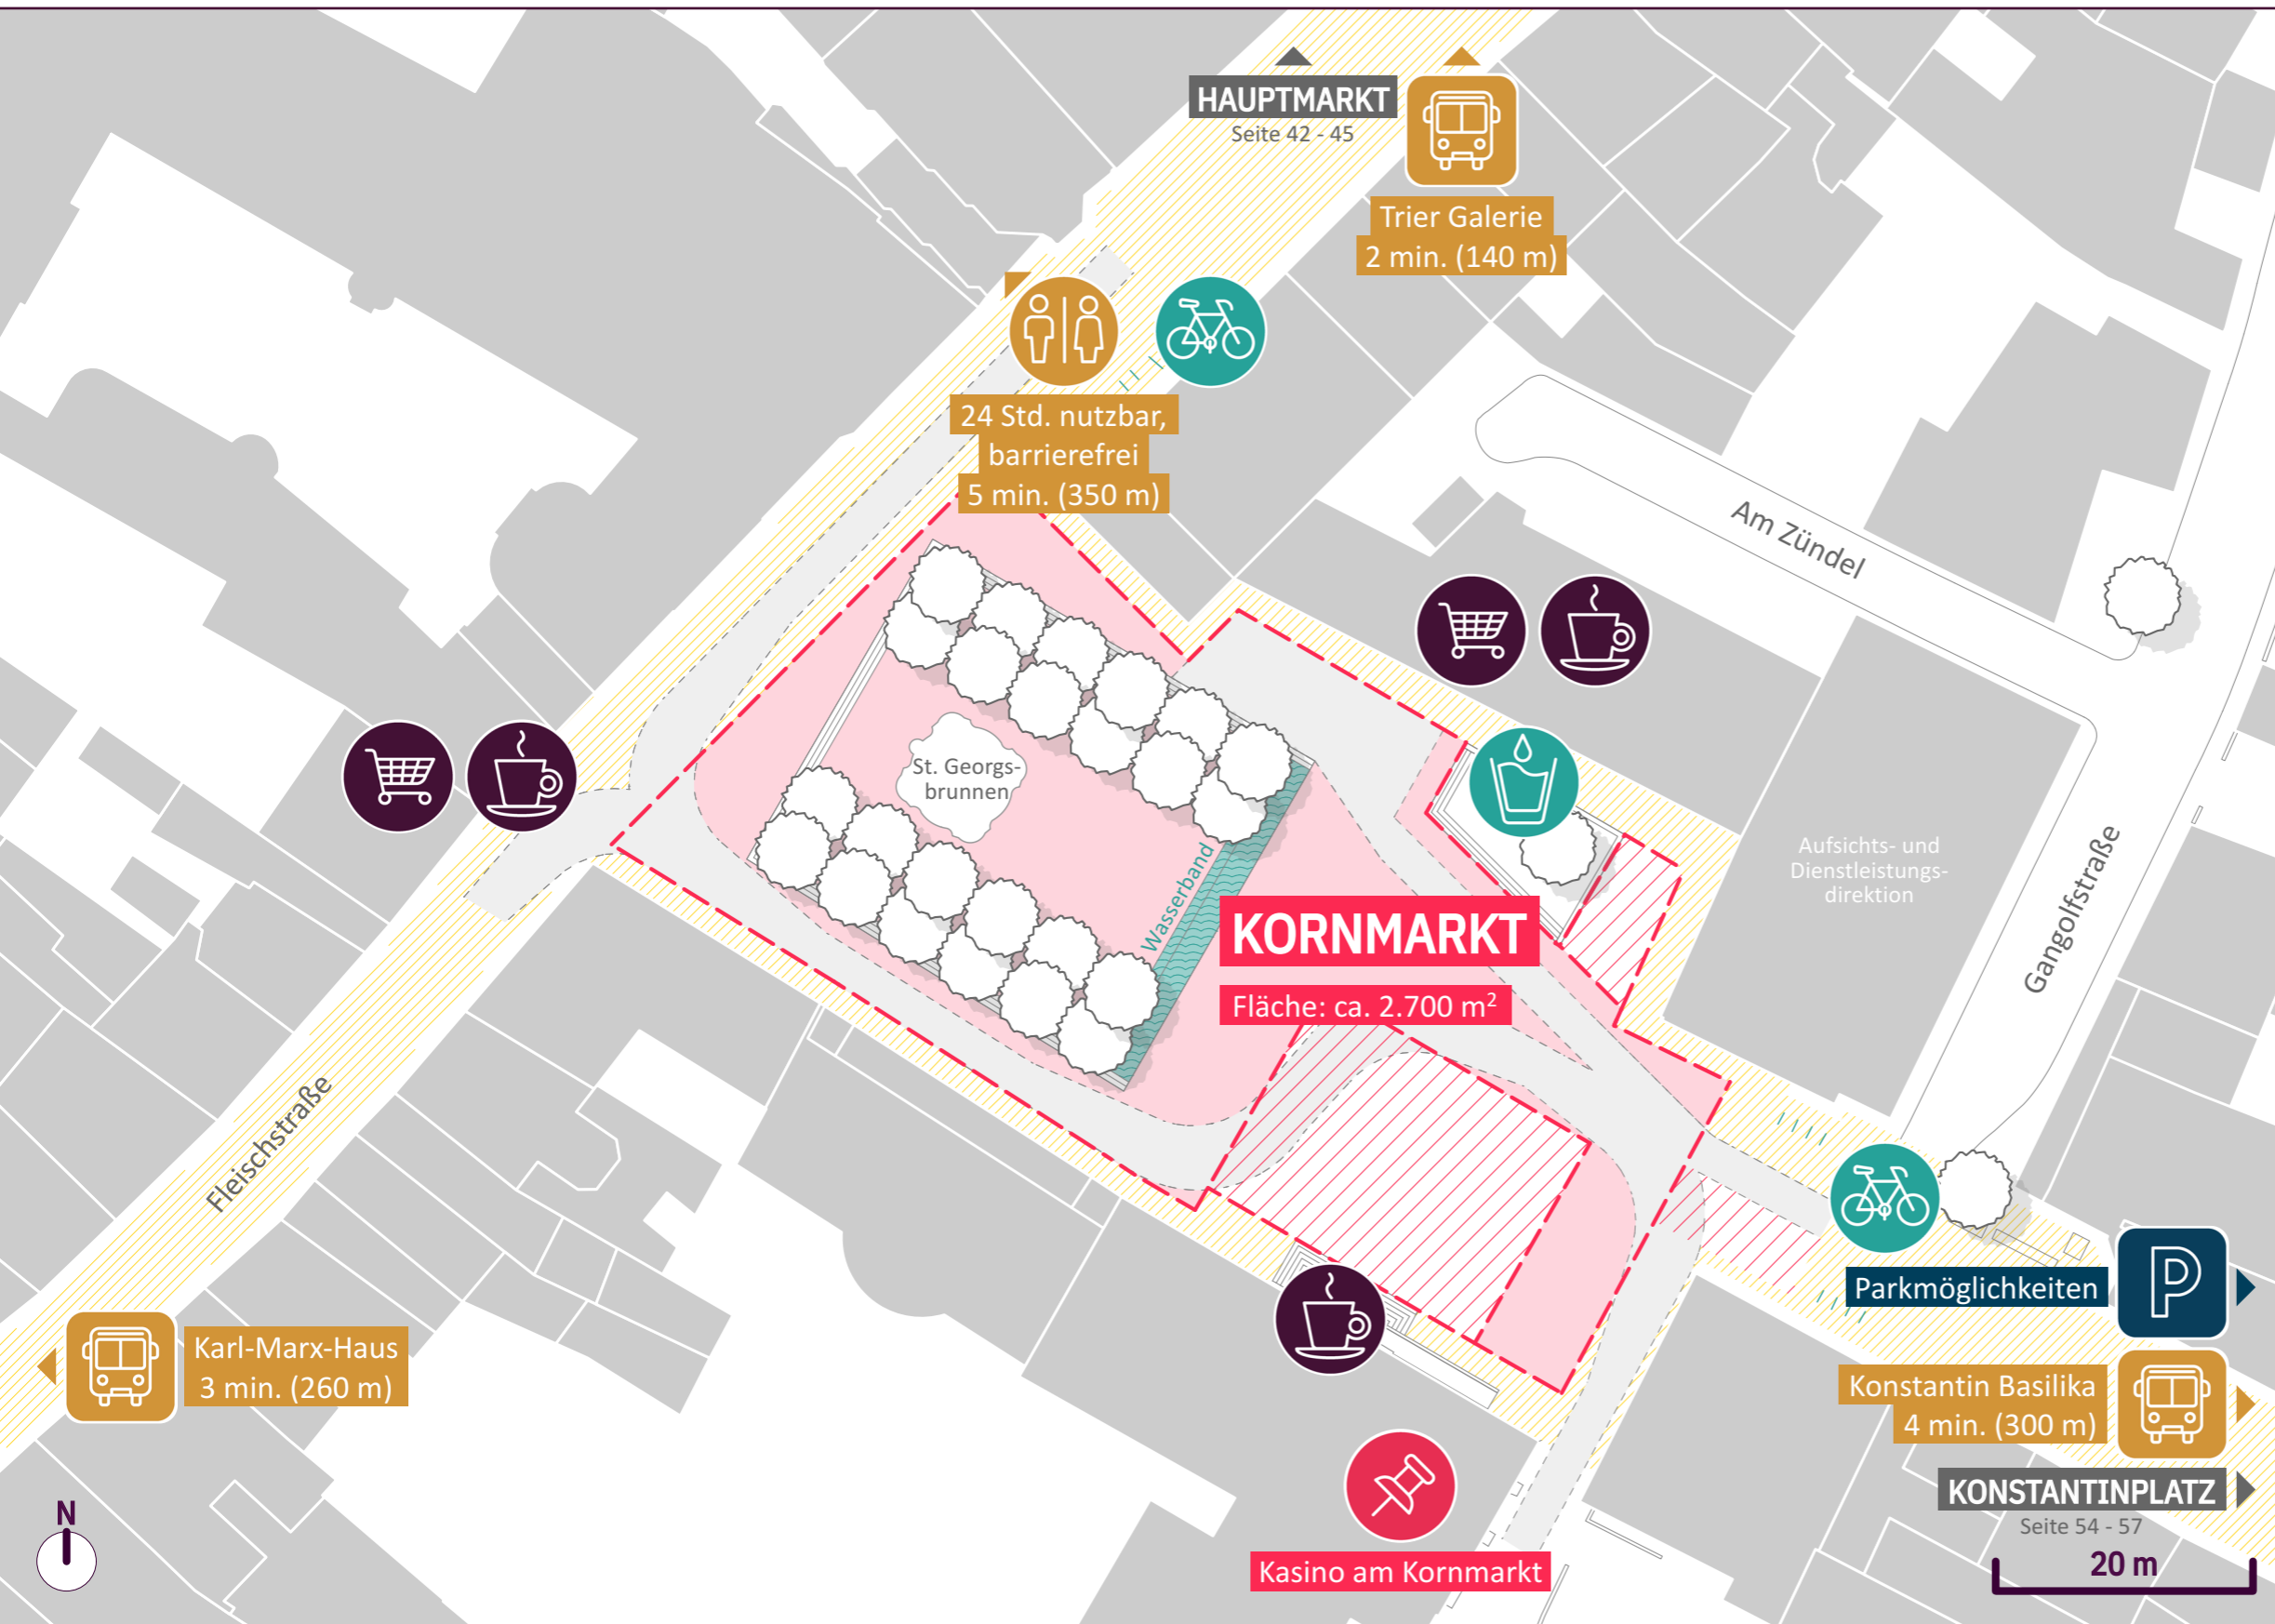 HAUPTMARKT
Seite 42 - 45
Trier Galerie
2 min. (140 m)
24 Std. nutzbar,
barrierefrei
5 min. (350 m)
Am Zündel
St. Georgs-
brunnen
Wasserband
Aufsichts- und
Dienstleistungs-
direktion
Gangolfstraße
KORNMARKT
Fläche: ca. 2.700 m²
Fleischstraße
Parkmöglichkeiten
P
Karl-Marx-Haus
3 min. (260 m)
Konstantin Basilika
4 min. (300 m)
KONSTANTINPLATZ
Seite 54 - 57
Kasino am Kornmarkt
N
20 m